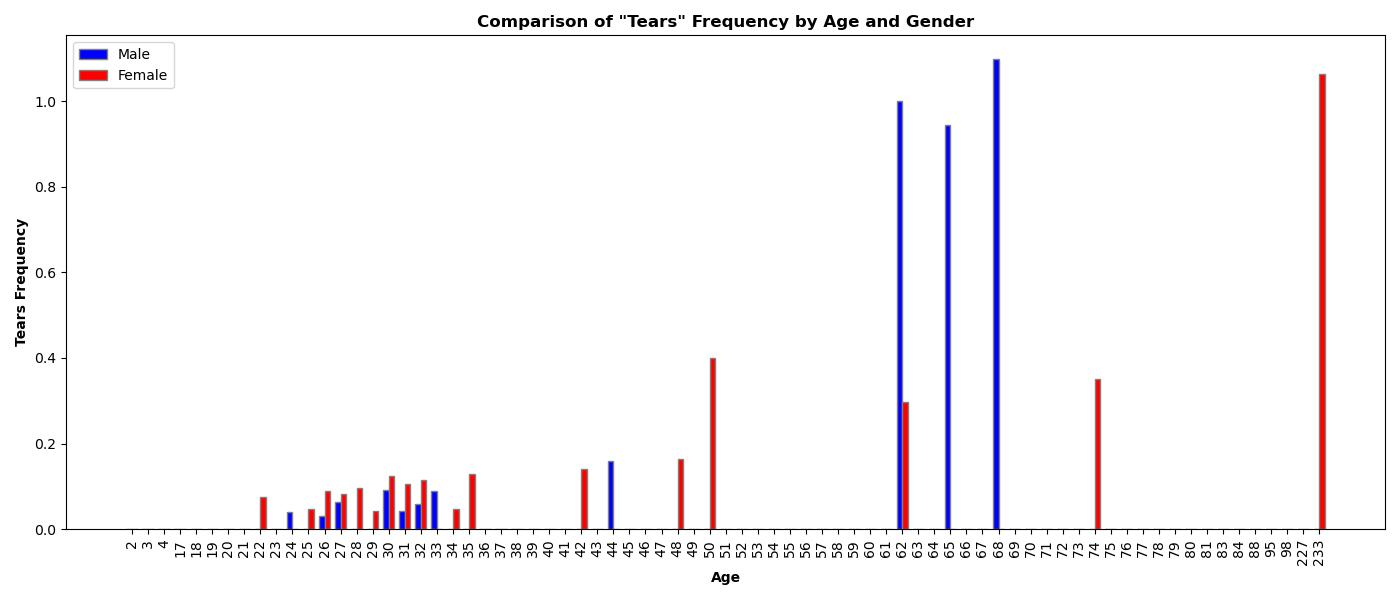 Comparison of "Tears" Frequency by Age and Gender
Male
Female
Tears Frequency
1.0
0.8
0.6
0.4
0.2
0.0
2 3 4 17 18 19 20 21 22 23 24 25 26 27 28 29 30 31 32 33 34 35 36 37 38 39 40 41 42 43 44 45 46 47 48 49 50 51 52 53 54 55 56 57 58 59 60 61 62 63 64 65 66 67 68 69 70 71 72 73 74 75 76 77 78 79 80 81 83 84 88 95 98 227 233
Age